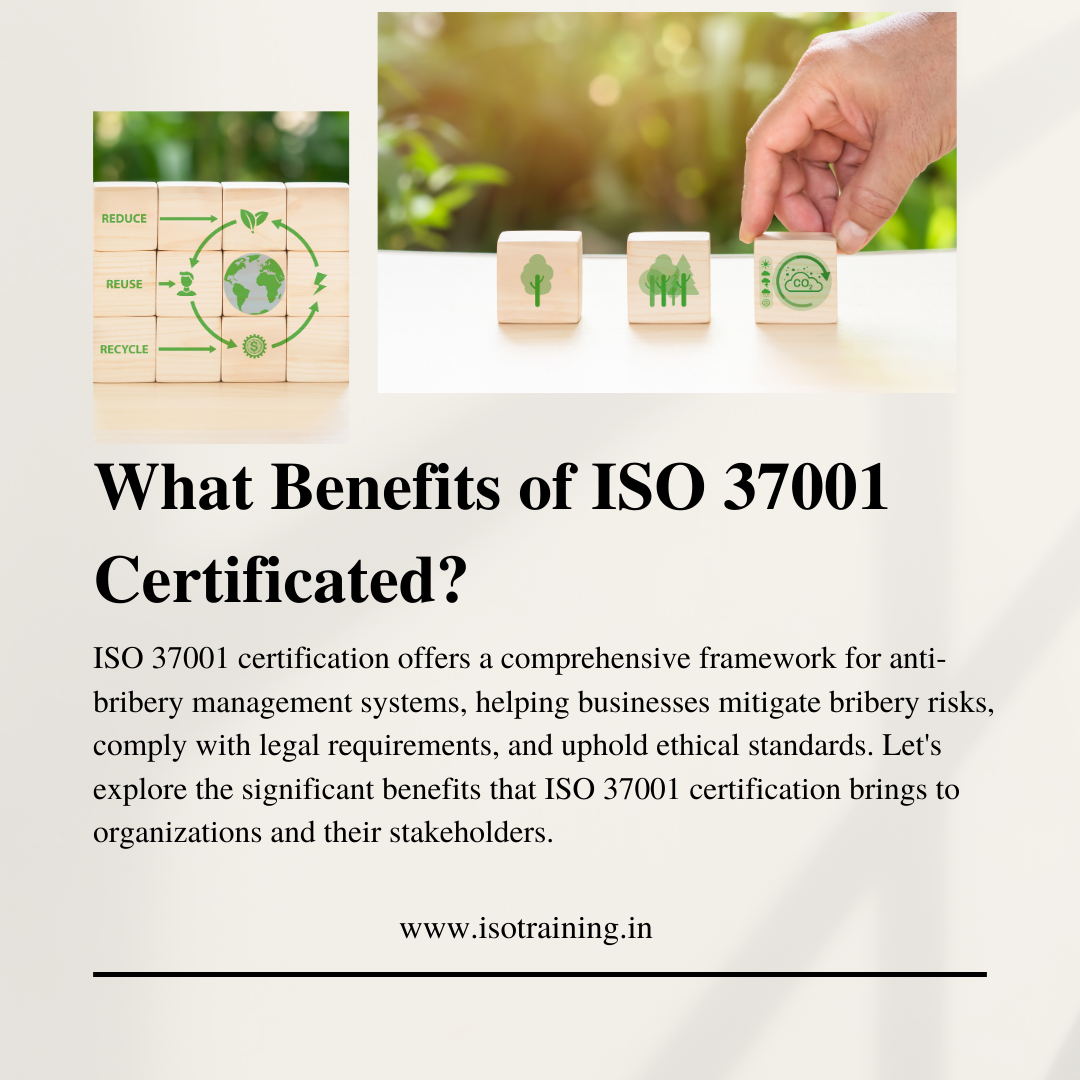 REDUCE
REUSE
RECYCLE
$
CO₂
What Benefits of ISO 37001
Certificated?
ISO 37001 certification offers a comprehensive framework for anti-
bribery management systems, helping businesses mitigate bribery risks,
comply with legal requirements, and uphold ethical standards. Let's
explore the significant benefits that ISO 37001 certification brings to
organizations and their stakeholders.
www.isotraining.in